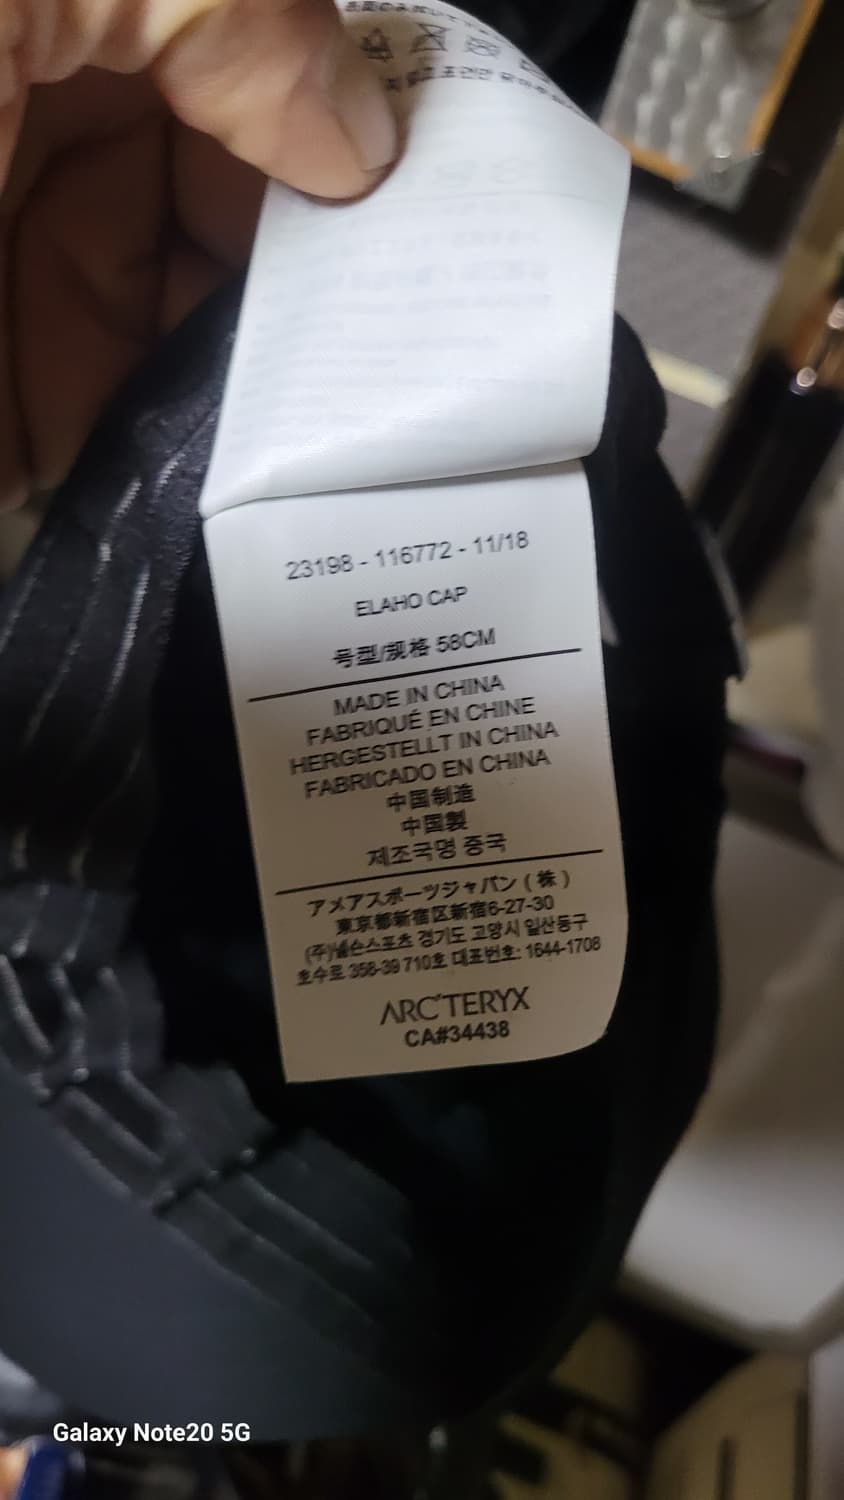 23198 - 116772 - 11/18
ELAHO CAP
号型/规格 58CM
MADE IN CHINA
FABRIQUÉ EN CHINE
HERGESTELLT IN CHINA
FABRICADO EN CHINA
中国制造
中国製
제조국명 중국
アメアスポーツジャパン ( 株 )
東京都新宿区新宿6-27-30
(주)넬슨스포츠 경기도 고양시 일산동구
호수로 358-39 710호 대표번호: 1644-1708
ARC'TERYX
CA#34438
Galaxy Note20 5G